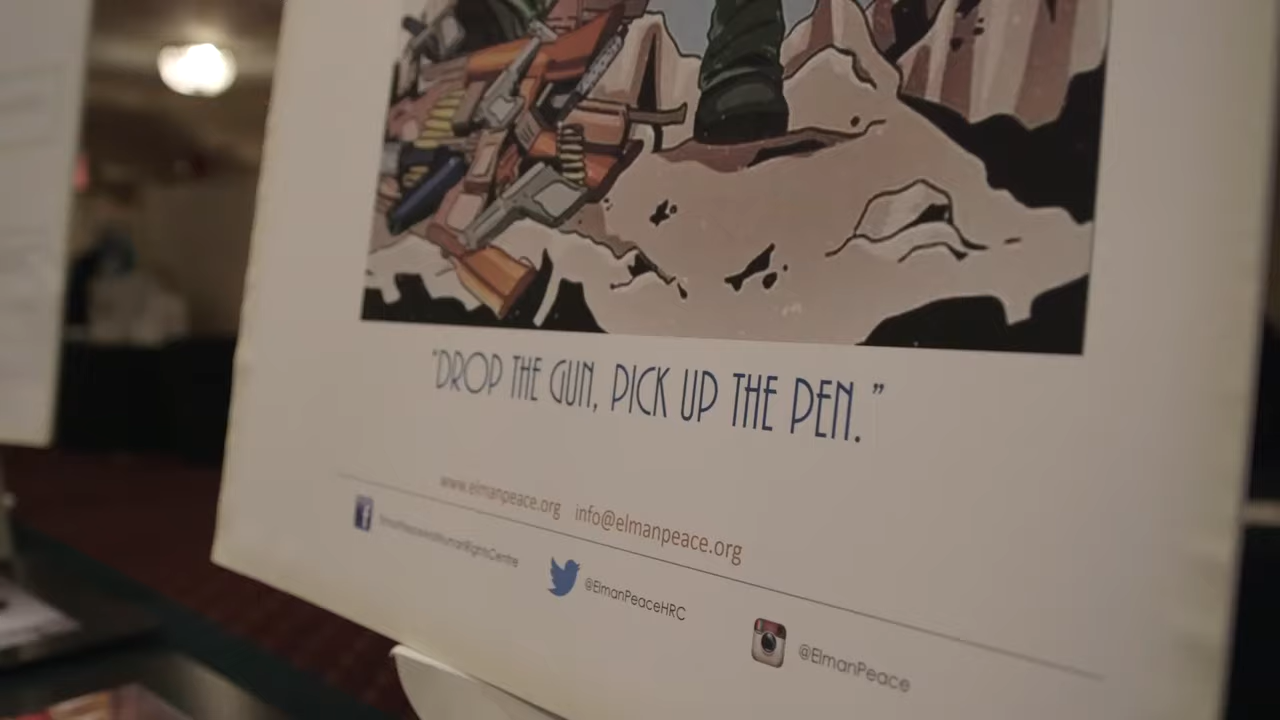 "DROP THE GUN, PICK UP THE PEN."
www.elmanpeace.org info@elmanpeace.org
@ElmanPeaceHRC
@ElmanPeace